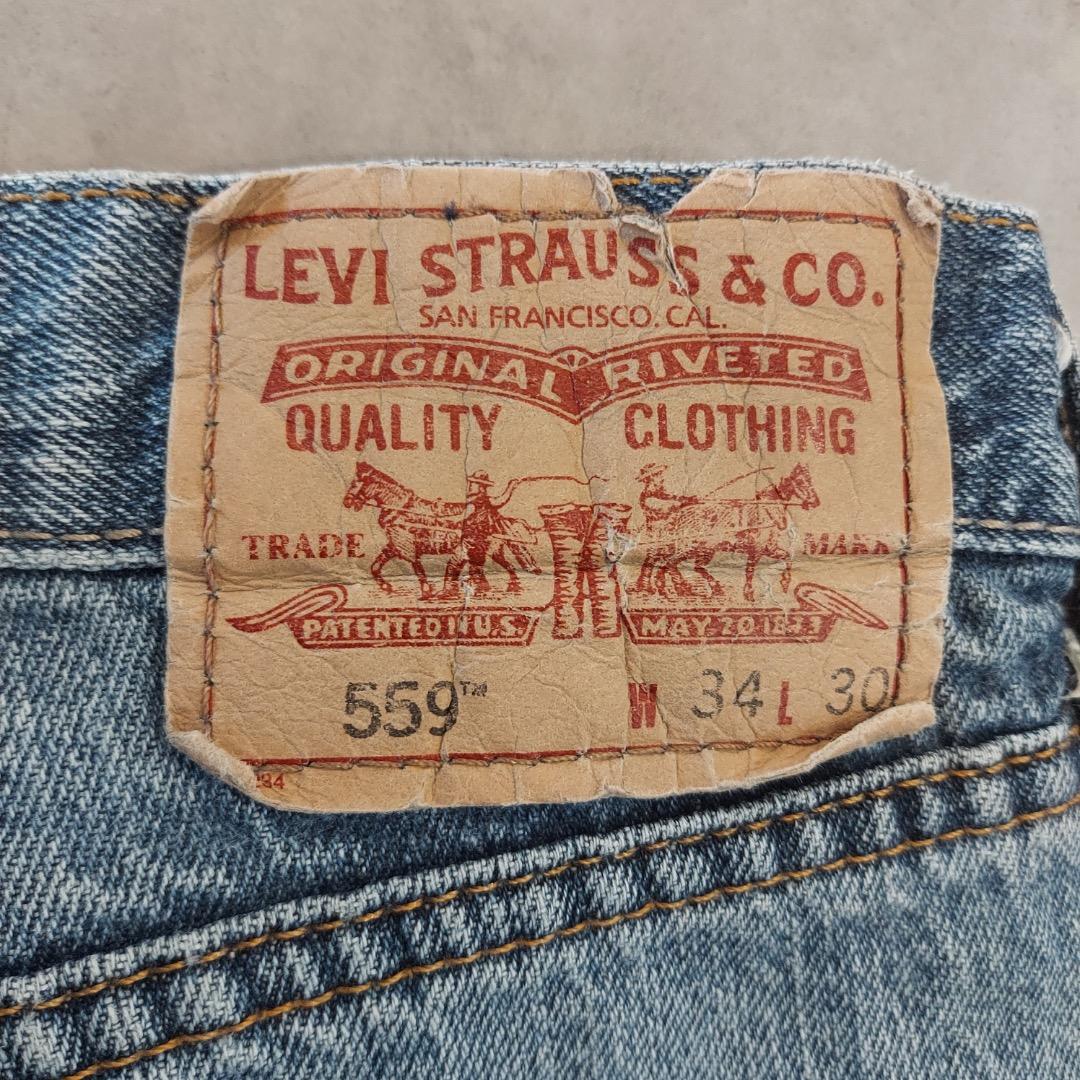 LEVI STRAUSS & CO.
SAN FRANCISCO. CAL.
ORIGINAL RIVETED
QUALITY CLOTHING
TRADE MARK
PATENTED IN U.S. MAY 20 1873
559™ W 34 L 30